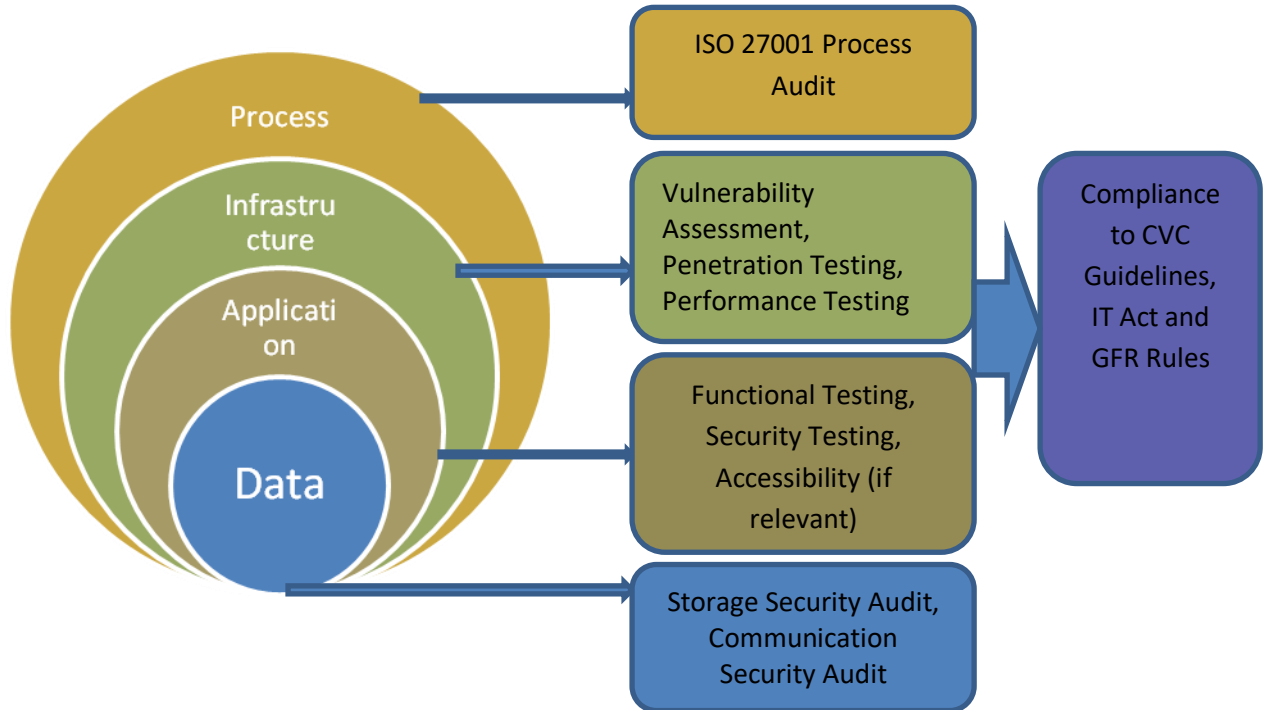 Process
Infrastru
cture
Applicati
on
Data
ISO 27001 Process
Audit
Vulnerability
Assessment,
Penetration Testing,
Performance Testing
Functional Testing,
Security Testing,
Accessibility (if
relevant)
Storage Security Audit,
Communication
Security Audit
Compliance
to CVC
Guidelines,
IT Act and
GFR Rules